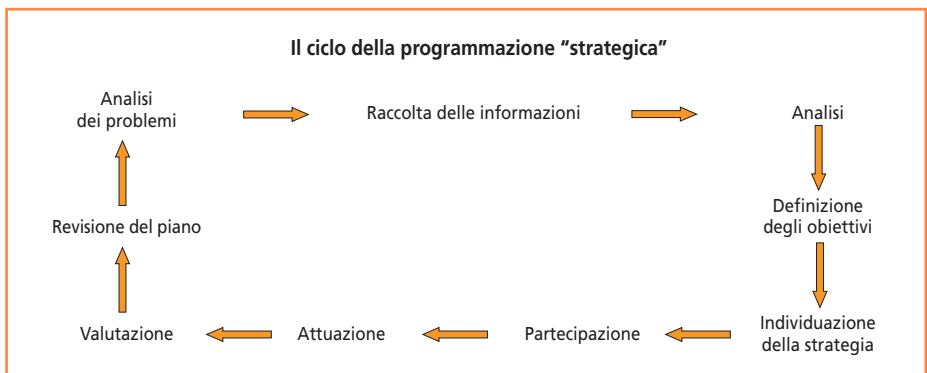 Il ciclo della programmazione “strategica”
Analisi
dei problemi
Raccolta delle informazioni
Analisi
Definizione
degli obiettivi
Individuazione
della strategia
Partecipazione
Attuazione
Valutazione
Revisione del piano